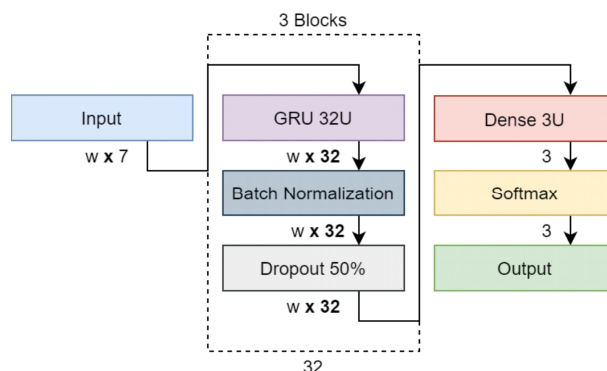 3 Blocks
Input
w x 7
GRU 32U
w x 32
Batch Normalization
w x 32
Dropout 50%
w x 32
32
Dense 3U
3
Softmax
3
Output